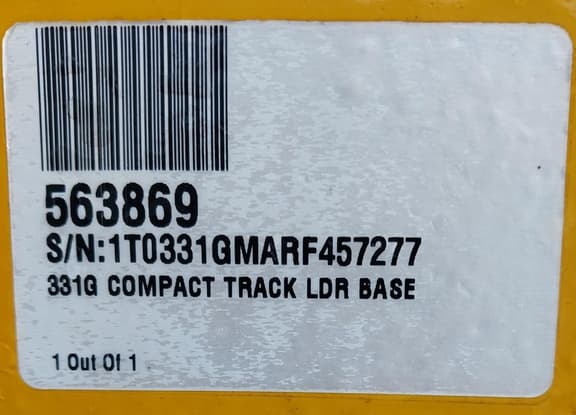 563869
S/N:1T0331GMARF457277
331G COMPACT TRACK LDR BASE
1 Out Of 1